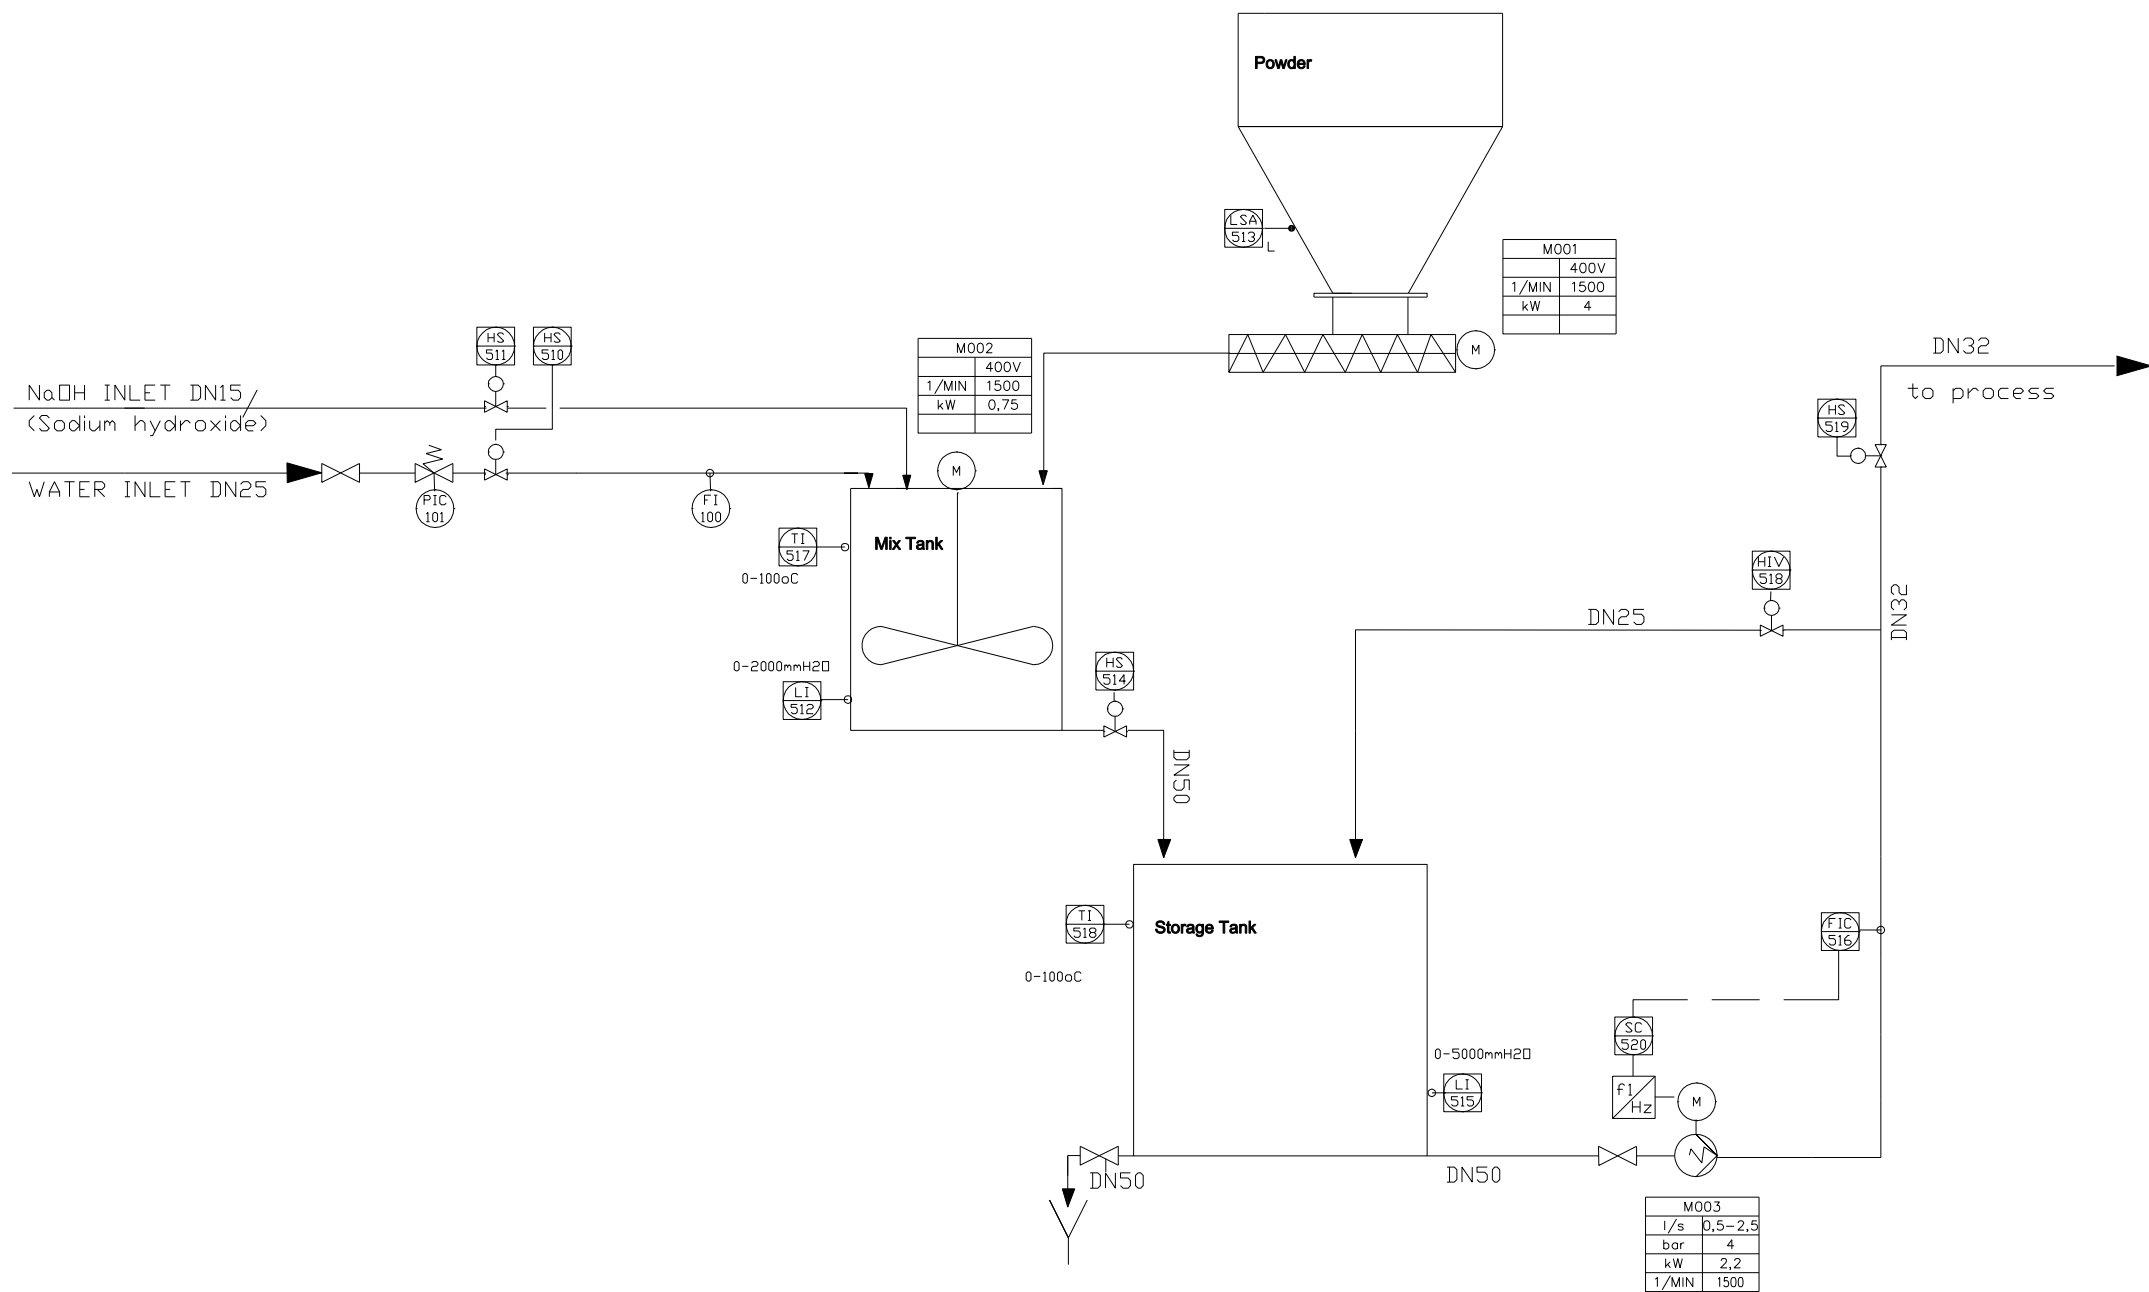 Powder
LSA
513
L
M001
400V
1/MIN 1500
kW 4
HS
511
HS
510
M
M002
400V
1/MIN 1500
kW 0,75
DN32
to process
NaOH INLET DN15
(Sodium hydroxide)
HS
519
M
WATER INLET DN25
PIC
101
FI
100
TI
517
Mix Tank
0-100oC
HIV
518
DN25
DN32
0-2000mmH2O
HS
514
LI
512
DN50
TI
518
Storage Tank
FIC
516
0-100oC
SC
520
0-5000mmH2O
LI
515
f1
Hz
M
DN50
DN50
M003
l/s 0,5-2,5
bar 4
kW 2,2
1/MIN 1500